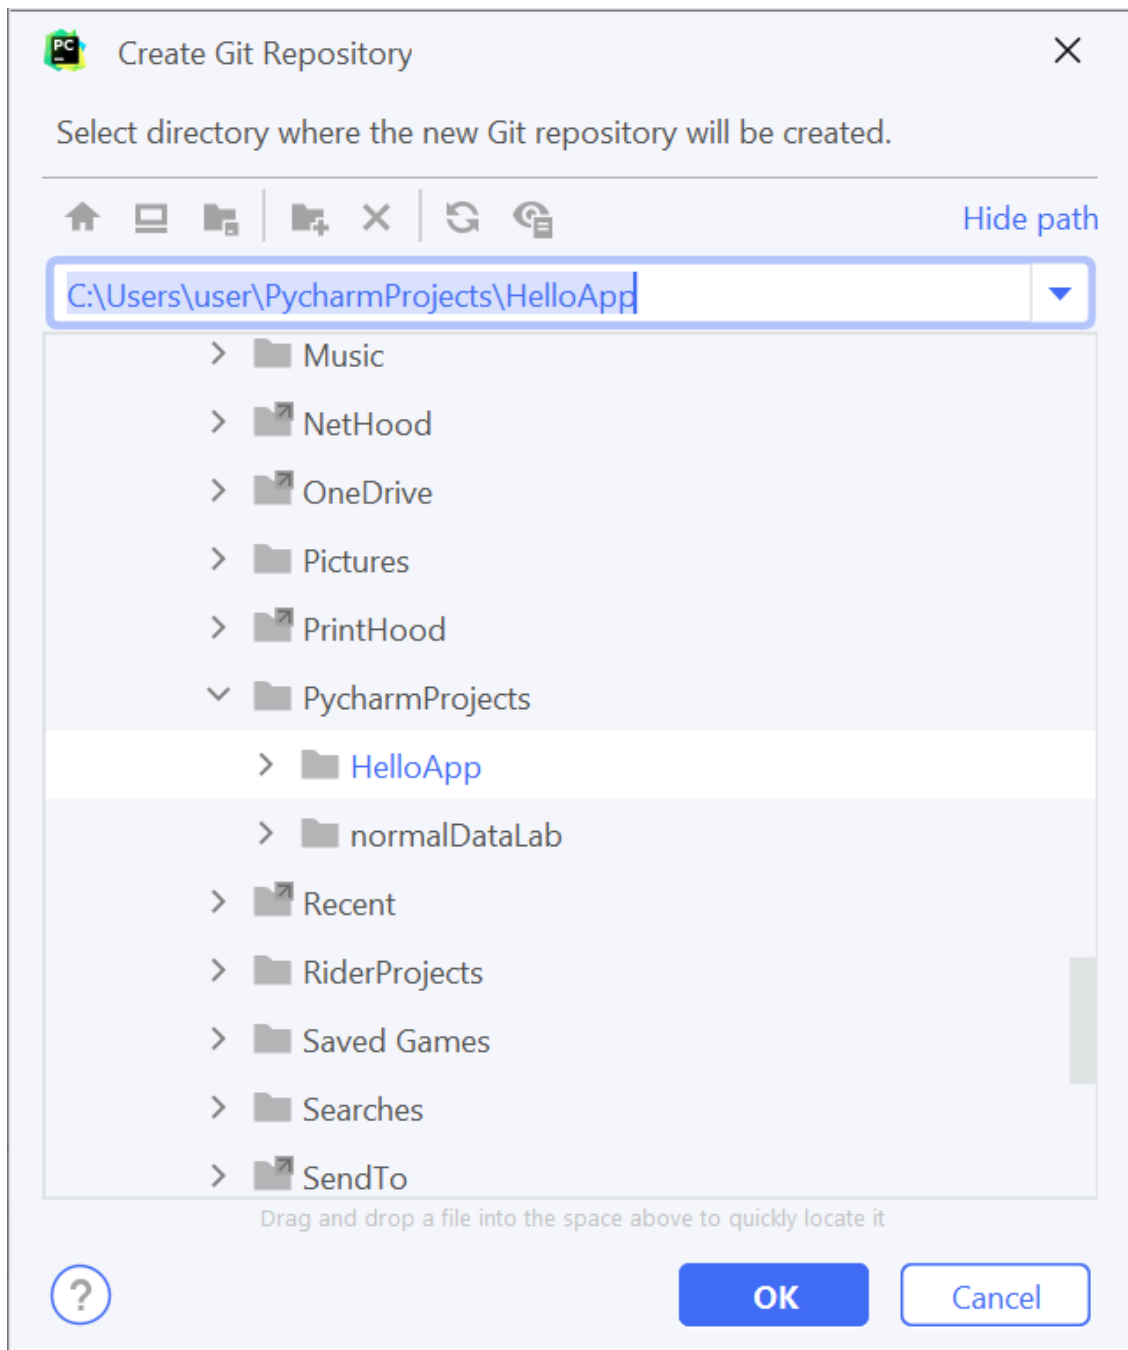 PC
Create Git Repository
Select directory where the new Git repository will be created.
Hide path
C:\Users\user\PycharmProjects\HelloApp
Music
NetHood
OneDrive
Pictures
PrintHood
PycharmProjects
HelloApp
normalDataLab
Recent
RiderProjects
Saved Games
Searches
SendTo
Drag and drop a file into the space above to quickly locate it
?
OK
Cancel